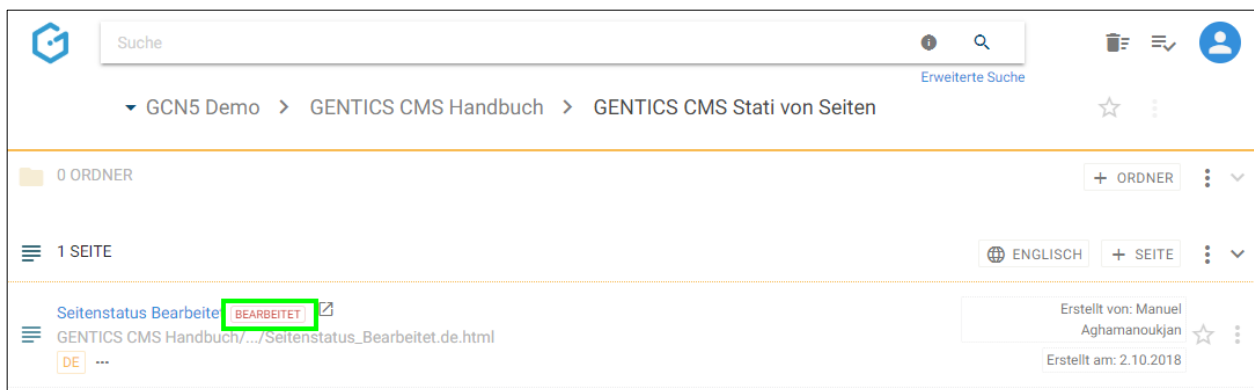 Suche
Erweiterte Suche
GCN5 Demo > GENTICS CMS Handbuch > GENTICS CMS Stati von Seiten
0 ORDNER
+ ORDNER
1 SEITE
ENGLISCH
+ SEITE
Seitenstatus Bearbeitet BEARBEITET
GENTICS CMS Handbuch/.../Seitenstatus_Bearbeitet.de.html
DE ---
Erstellt von: Manuel
Aghamanoukjan
Erstellt am: 2.10.2018